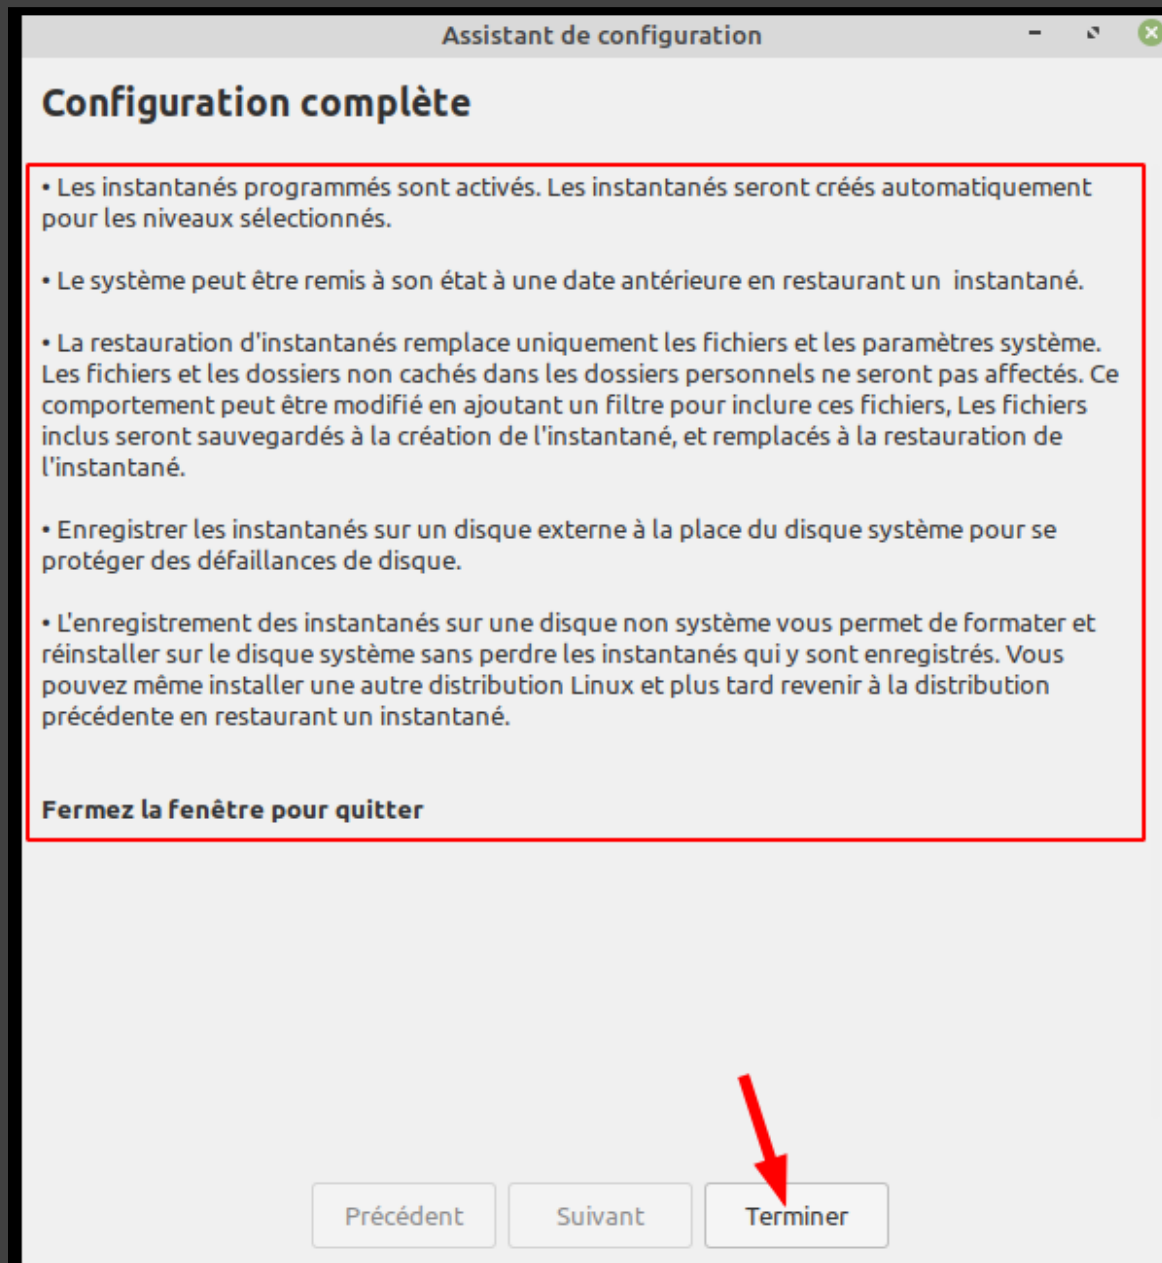 Assistant de configuration
Configuration complète
• Les instantanés programmés sont activés. Les instantanés seront créés automatiquement
pour les niveaux sélectionnés.
• Le système peut être remis à son état à une date antérieure en restaurant un  instantané.
• La restauration d'instantanés remplace uniquement les fichiers et les paramètres système.
Les fichiers et les dossiers non cachés dans les dossiers personnels ne seront pas affectés. Ce
comportement peut être modifié en ajoutant un filtre pour inclure ces fichiers, Les fichiers
inclus seront sauvegardés à la création de l'instantané, et remplacés à la restauration de
l'instantané.
• Enregistrer les instantanés sur un disque externe à la place du disque système pour se
protéger des défaillances de disque.
• L'enregistrement des instantanés sur une disque non système vous permet de formater et
réinstaller sur le disque système sans perdre les instantanés qui y sont enregistrés. Vous
pouvez même installer une autre distribution Linux et plus tard revenir à la distribution
précédente en restaurant un instantané.
Fermez la fenêtre pour quitter
Précédent
Suivant
Terminer